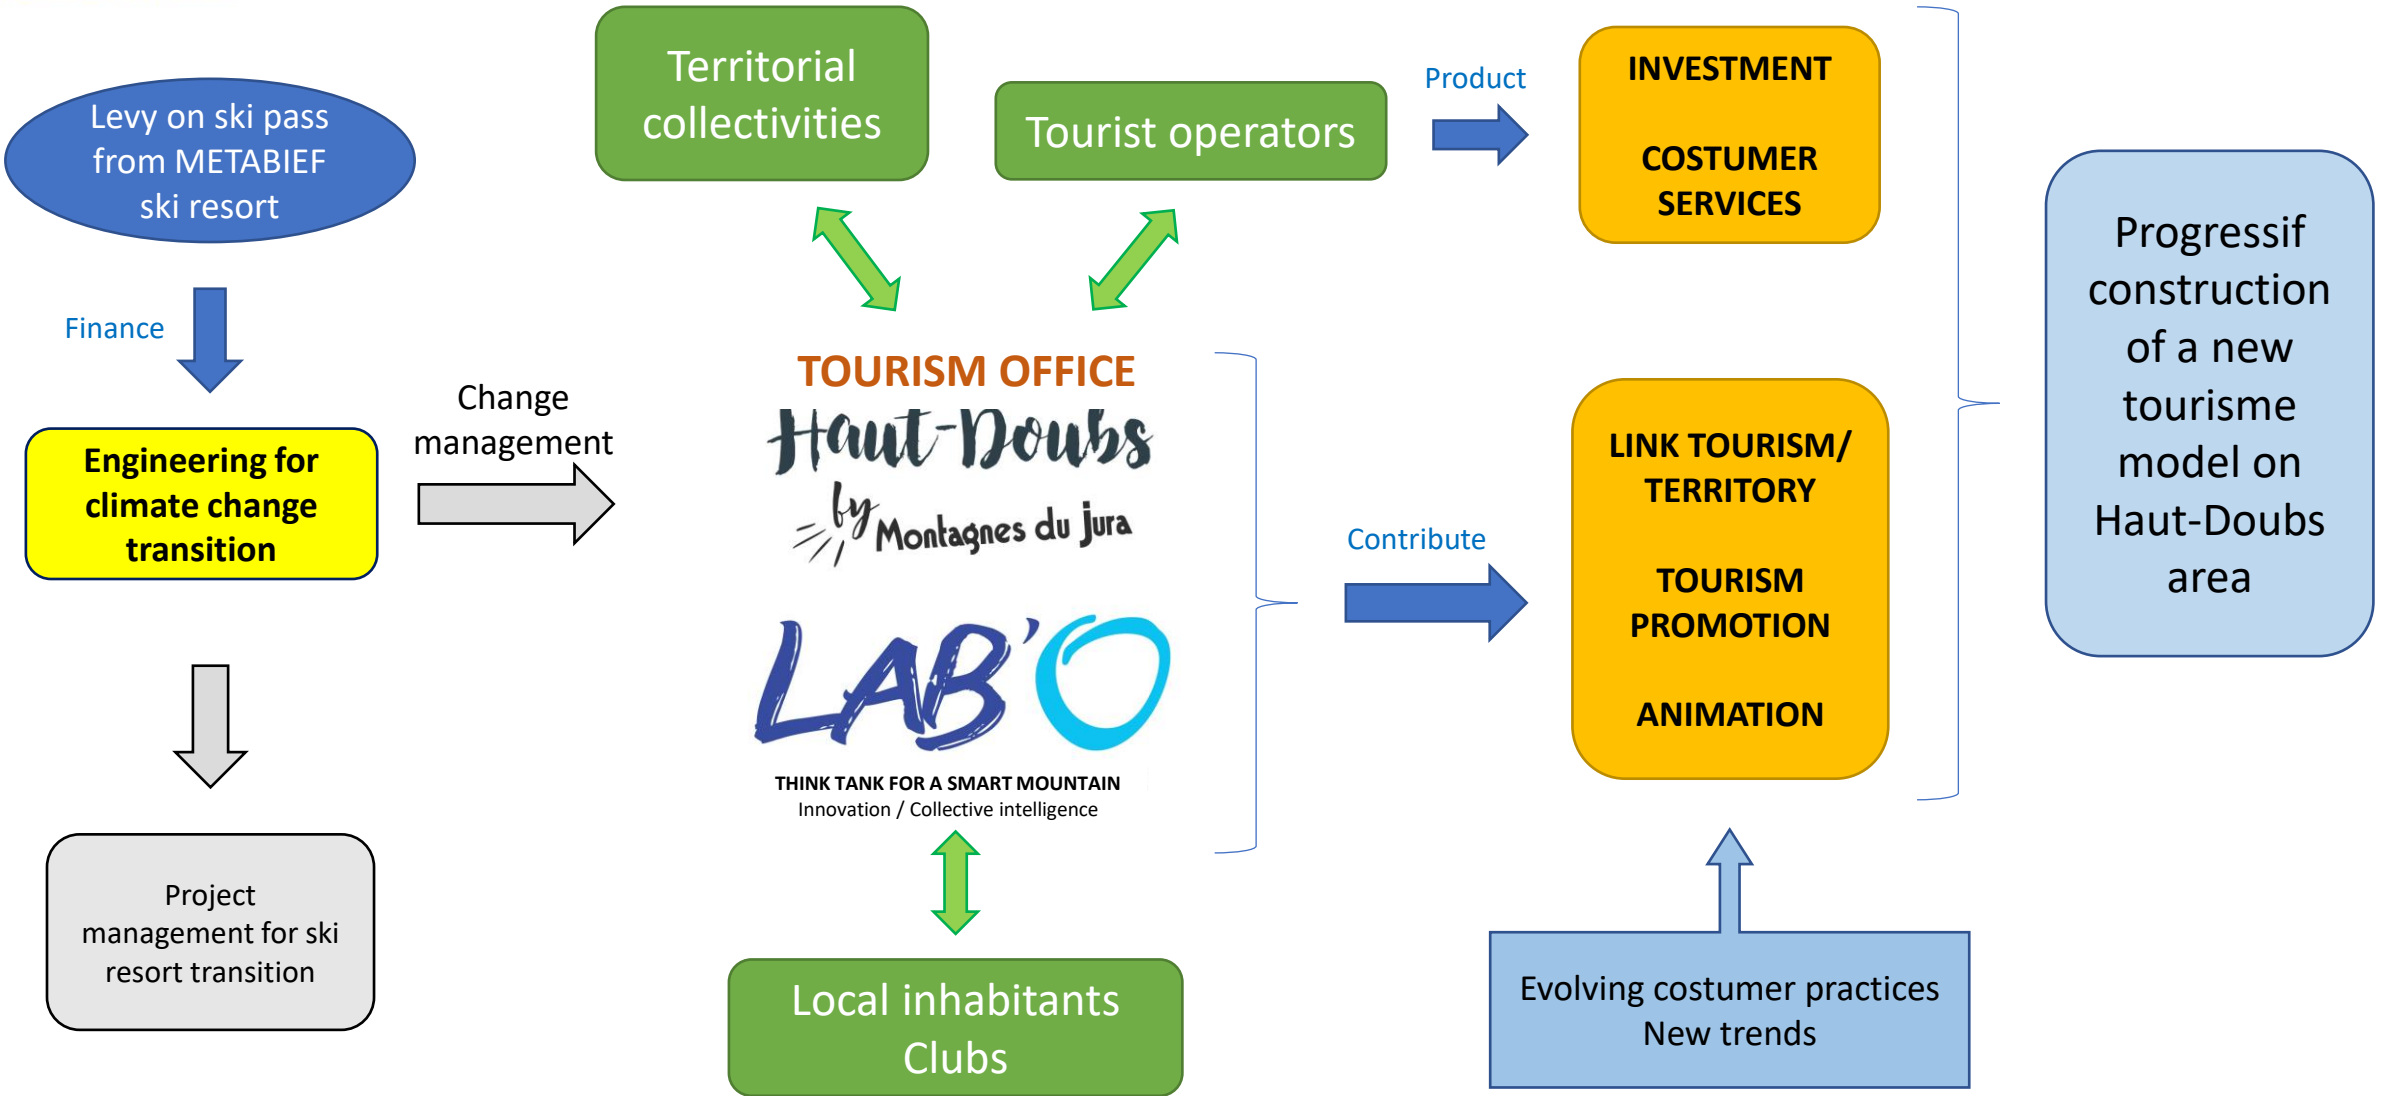 Levy on ski pass
from METABIEF
ski resort
Finance
Engineering for
climate change
transition
Project
management for ski
resort transition
Change
management
Territorial
collectivities
Tourist operators
TOURISM OFFICE
Haut-Doubs
by Montagnes du Jura
LAB'O
THINK TANK FOR A SMART MOUNTAIN
Innovation / Collective intelligence
Local inhabitants
Clubs
Product
INVESTMENT
COSTUMER
SERVICES
Contribute
LINK TOURISM/
TERRITORY
TOURISM
PROMOTION
ANIMATION
Evolving costumer practices
New trends
Progressif
construction
of a new
tourisme
model on
Haut-Doubs
area